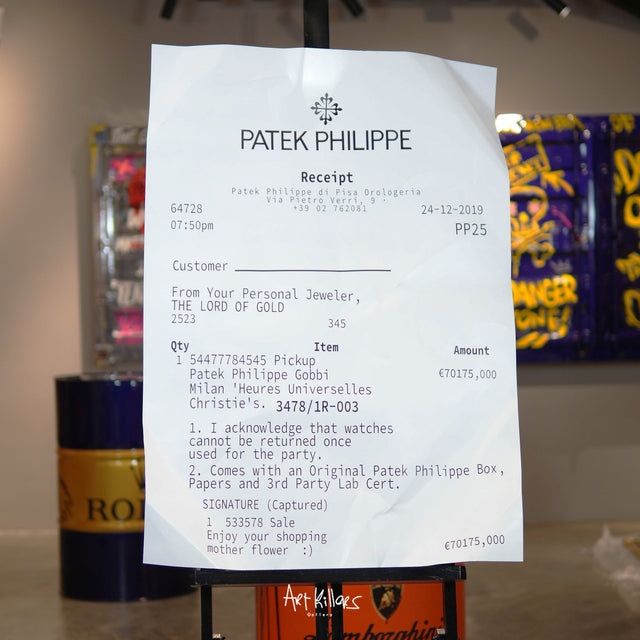 PATEK PHILIPPE
Receipt
Patek Philippe di Pisa Orologeria
Via Pietro Verri, 9 ·
64728 +39 02 762081 24-12-2019
07:50pm PP25
Customer
From Your Personal Jeweler,
THE LORD OF GOLD
2523 345
Qty Item Amount
1 54477784545 Pickup
Patek Philippe Gobbi €70175,000
Milan 'Heures Universelles
Christie's. 3478/1R-003
1. I acknowledge that watches
cannot be returned once
used for the party.
2. Comes with an Original Patek Philippe Box,
Papers and 3rd Party Lab Cert.
SIGNATURE (Captured)
1 533578 Sale
Enjoy your shopping
mother flower :) €70175,000
DANGER
ZONE!
Art Killers
Gallery